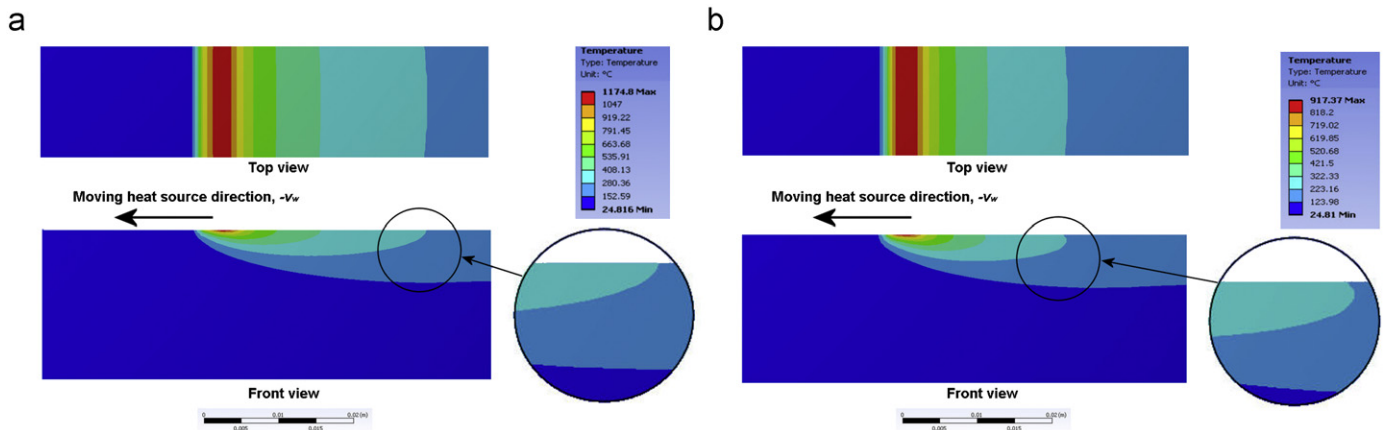 a
Temperature
Type: Temperature
Unit: °C
1174.8 Max
1047
919.22
791.45
663.68
535.91
408.13
280.36
152.59
24.816 Min
Top view
Moving heat source direction, -vw
Front view
0 0.01 0.02 (m)
0.005 0.015
b
Temperature
Type: Temperature
Unit: °C
917.37 Max
818.2
719.02
619.85
520.68
421.5
322.33
223.16
123.98
24.81 Min
Top view
Moving heat source direction, -vw
Front view
0 0.01 0.02 (m)
0.005 0.015